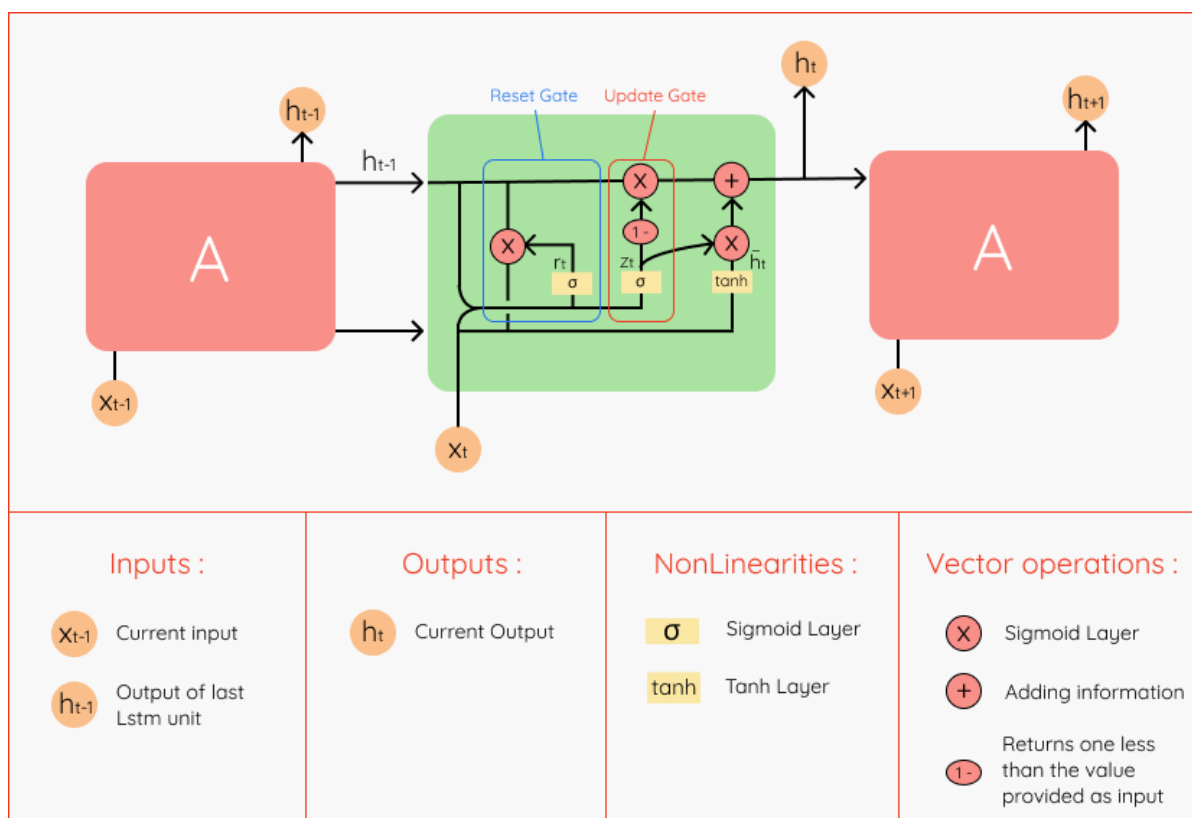 Reset Gate
Update Gate
ht
ht-1
ht+1
ht-1
A
A
X
+
1 -
X
X
rt
zt
h̄t
σ
σ
tanh
xt-1
xt+1
xt
Inputs :
xt-1
Current input
ht-1
Output of last
Lstm unit
Outputs :
ht
Current Output
NonLinearities :
σ
Sigmoid Layer
tanh
Tanh Layer
Vector operations :
X
Sigmoid Layer
+
Adding information
1 -
Returns one less
than the value
provided as input